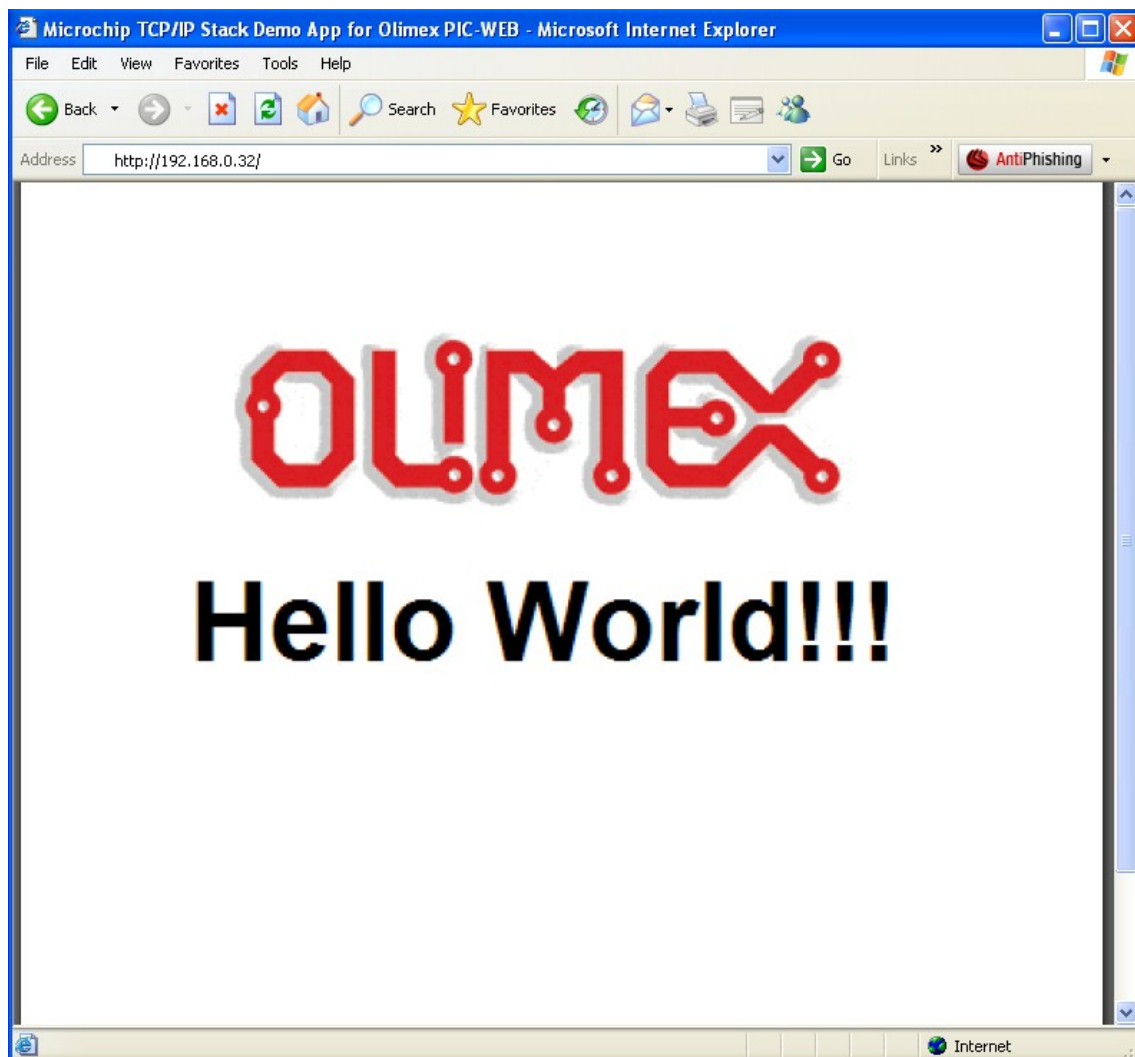 Microchip TCP/IP Stack Demo App for Olimex PIC-WEB - Microsoft Internet Explorer
File Edit View Favorites Tools Help
Back Search Favorites
Address http://192.168.0.32/ Go Links » AntiPhishing
OLIMEX
Hello World!!!
Internet